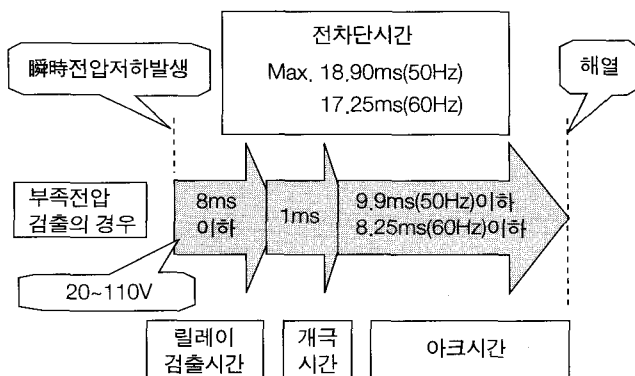 전차단시간
Max. 18.90ms(50Hz)
17.25ms(60Hz)
瞬時전압저하발생
해열
부족전압
검출의 경우
8ms
이하
1ms
9.9ms(50Hz)이하
8.25ms(60Hz)이하
20~110V
릴레이
검출시간
개극
시간
아크시간